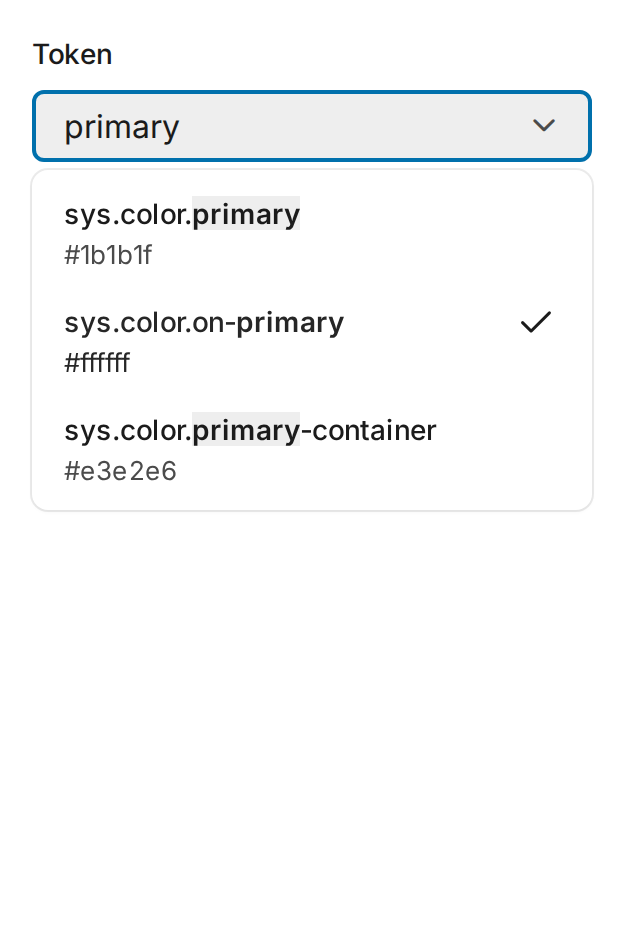 Token
primary
sys.color.primary
#1b1b1f
sys.color.on-primary
#ffffff
sys.color.primary-container
#e3e2e6